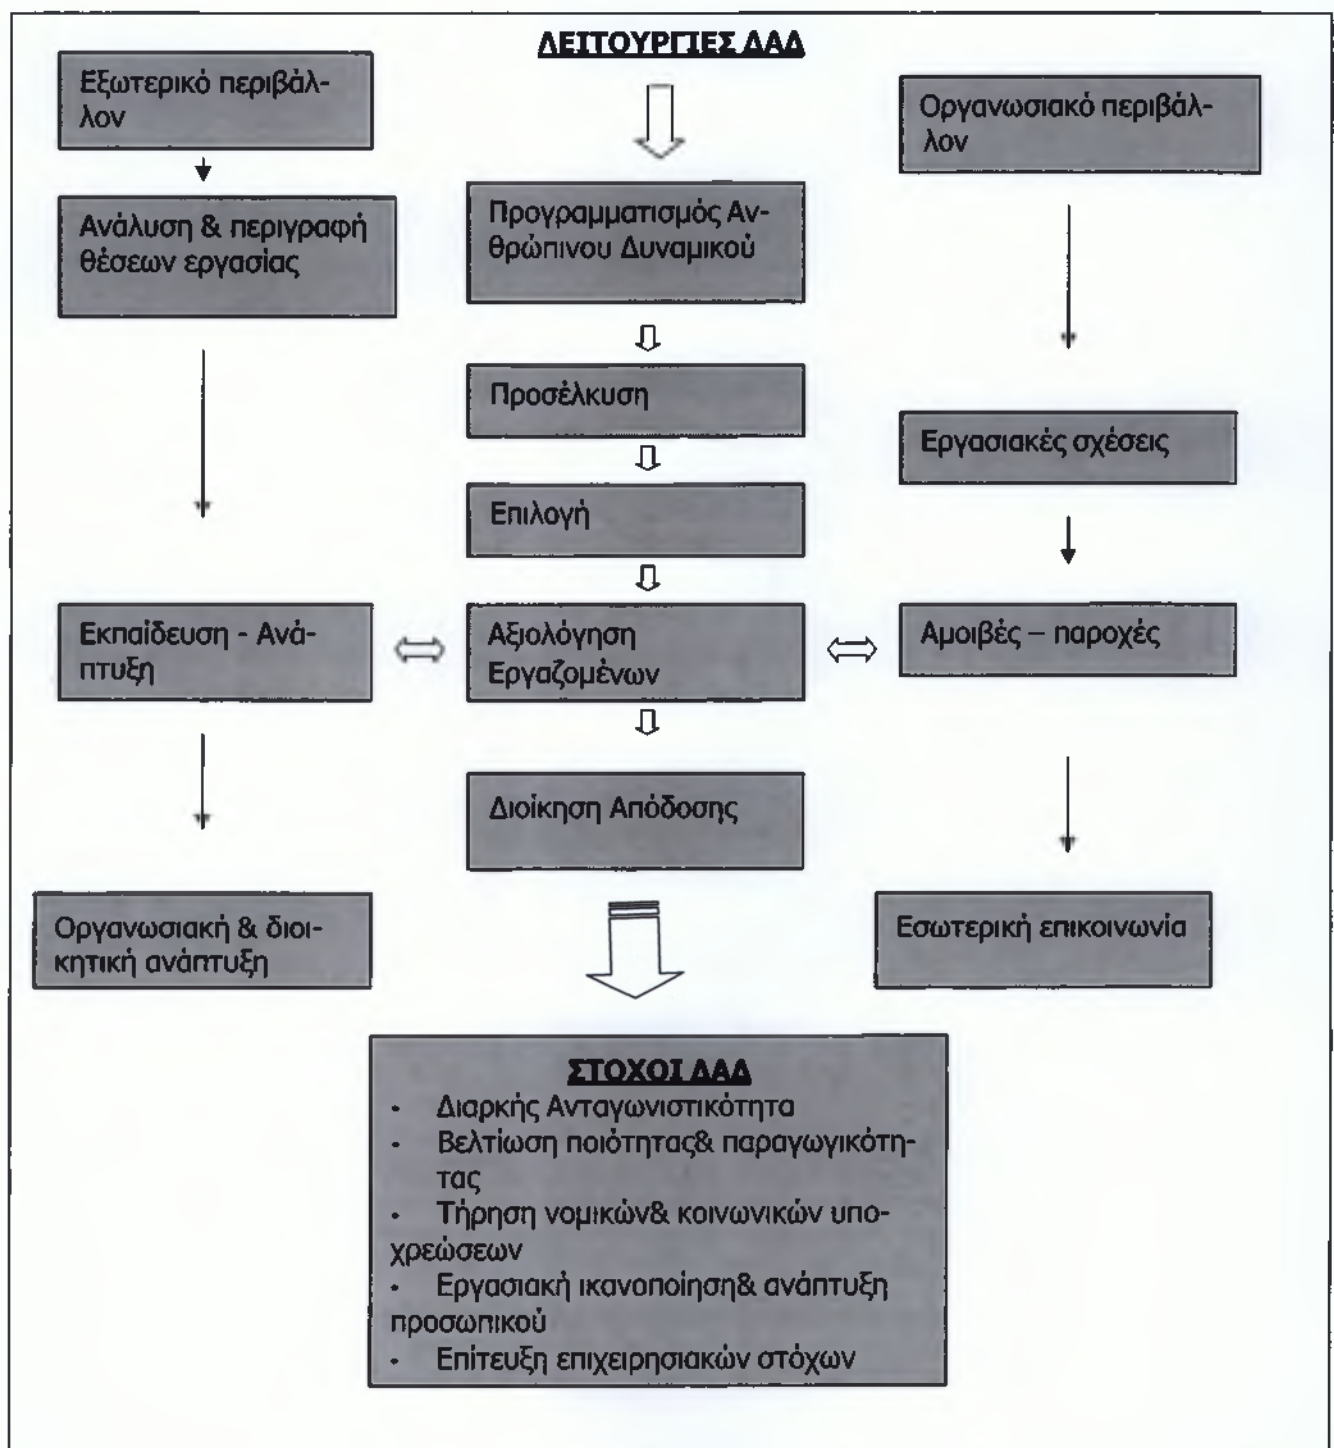 ΛΕΙΤΟΥΡΓΙΕΣ ΔΑΔ
Εξωτερικό περιβάλ-
λον
Οργανωσιακό περιβάλ-
λον
Ανάλυση & περιγραφή
θέσεων εργασίας
Προγραμματισμός Αν-
θρώπινου Δυναμικού
Προσέλκυση
Εργασιακές σχέσεις
Επιλογή
Εκπαίδευση - Ανά-
πτυξη
Αξιολόγηση
Εργαζομένων
Αμοιβές – παροχές
Διοίκηση Απόδοσης
Οργανωσιακή & διοι-
κητική ανάπτυξη
Εσωτερική επικοινωνία
ΣΤΟΧΟΙ ΔΑΔ
- Διαρκής Ανταγωνιστικότητα
- Βελτίωση ποιότητας& παραγωγικότη-
τας
- Τήρηση νομικών& κοινωνικών υπο-
χρεώσεων
- Εργασιακή ικανοποίηση& ανάπτυξη
προσωπικού
- Επίτευξη επιχειρησιακών στόχων